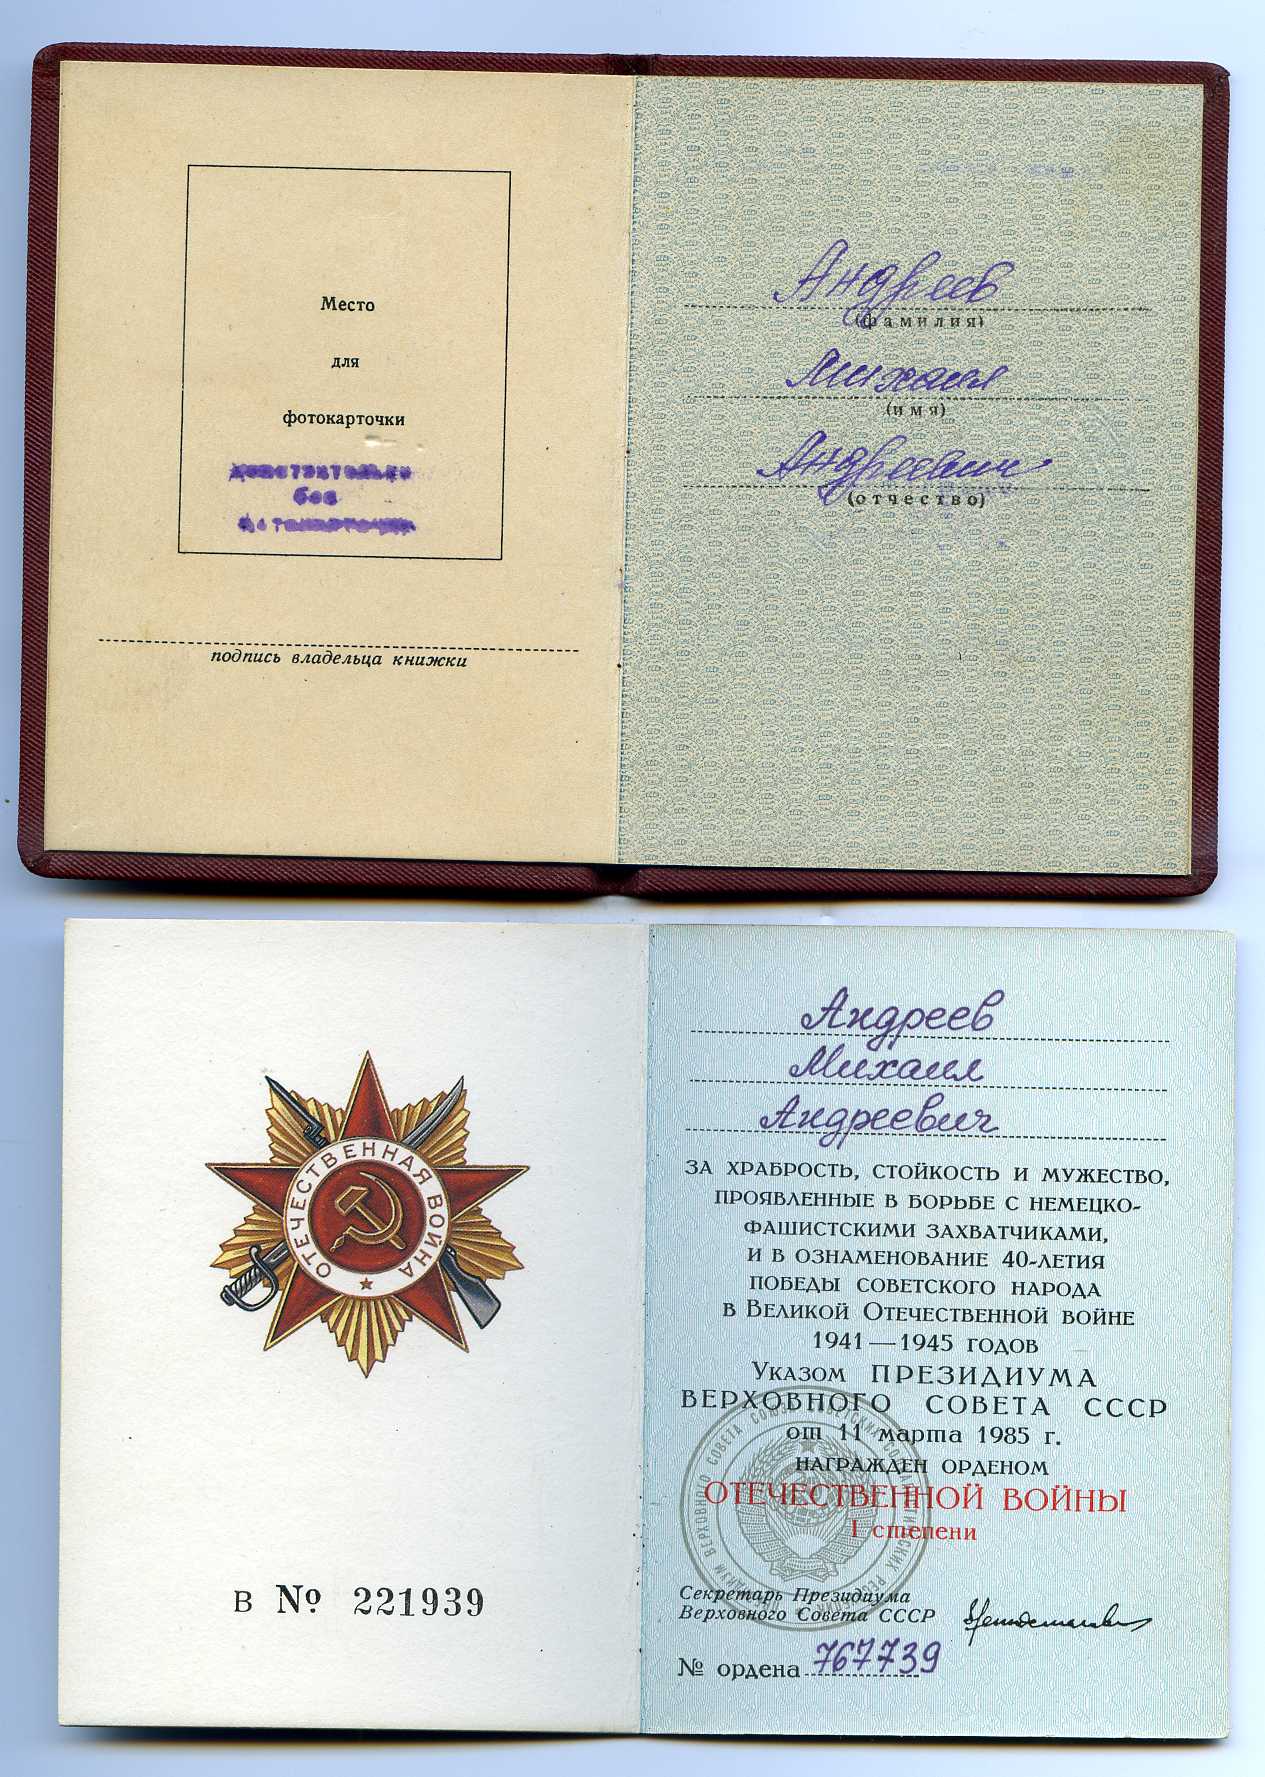 Место
для
фотокарточки
действительно
без
фотокарточки
подпись владельца книжки
Андреев
(фамилия)
Михаил
(имя)
Андреевич
(отчество)
ОТЕЧЕСТВЕННАЯ ВОЙНА
В № 221939
Андреев
Михаил
Андреевич
ЗА ХРАБРОСТЬ, СТОЙКОСТЬ И МУЖЕСТВО,
ПРОЯВЛЕННЫЕ В БОРЬБЕ С НЕМЕЦКО-
ФАШИСТСКИМИ ЗАХВАТЧИКАМИ,
И В ОЗНАМЕНОВАНИЕ 40-ЛЕТИЯ
ПОБЕДЫ СОВЕТСКОГО НАРОДА
В ВЕЛИКОЙ ОТЕЧЕСТВЕННОЙ ВОЙНЕ
1941—1945 ГОДОВ
УКАЗОМ ПРЕЗИДИУМА
ВЕРХОВНОГО СОВЕТА СССР
от 11 марта 1985 г.
НАГРАЖДЕН ОРДЕНОМ
ОТЕЧЕСТВЕННОЙ ВОЙНЫ
I степени
Секретарь Президиума
Верховного Совета СССР
№ ордена 767739